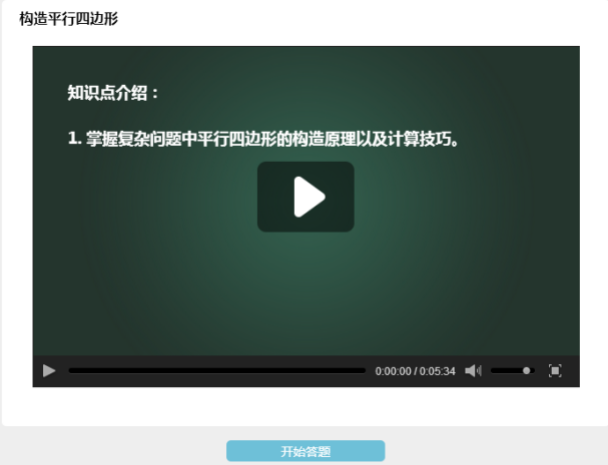 构造平行四边形
知识点介绍：
1. 掌握复杂问题中平行四边形的构造原理以及计算技巧。
0:00:00 / 0:05:34
开始答题